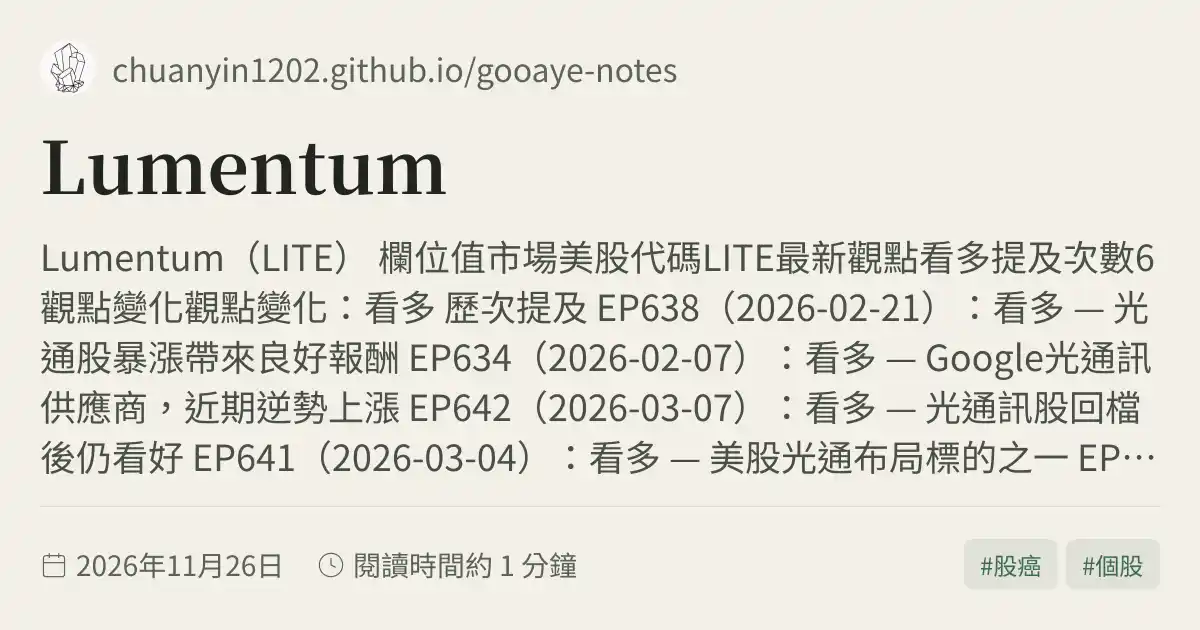 chuanyin1202.github.io/gooaye-notes
Lumentum
Lumentum（LITE） 欄位值市場美股代碼LITE最新觀點看多提及次數6
觀點變化觀點變化：看多 歷次提及 EP638（2026-02-21）：看多 — 光
通股暴漲帶來良好報酬 EP634（2026-02-07）：看多 — Google光通訊
供應商，近期逆勢上漲 EP642（2026-03-07）：看多 — 光通訊股回檔
後仍看好 EP641（2026-03-04）：看多 — 美股光通布局標的之一 EP…
2026年11月26日
閱讀時間約 1 分鐘
#股癌
#個股